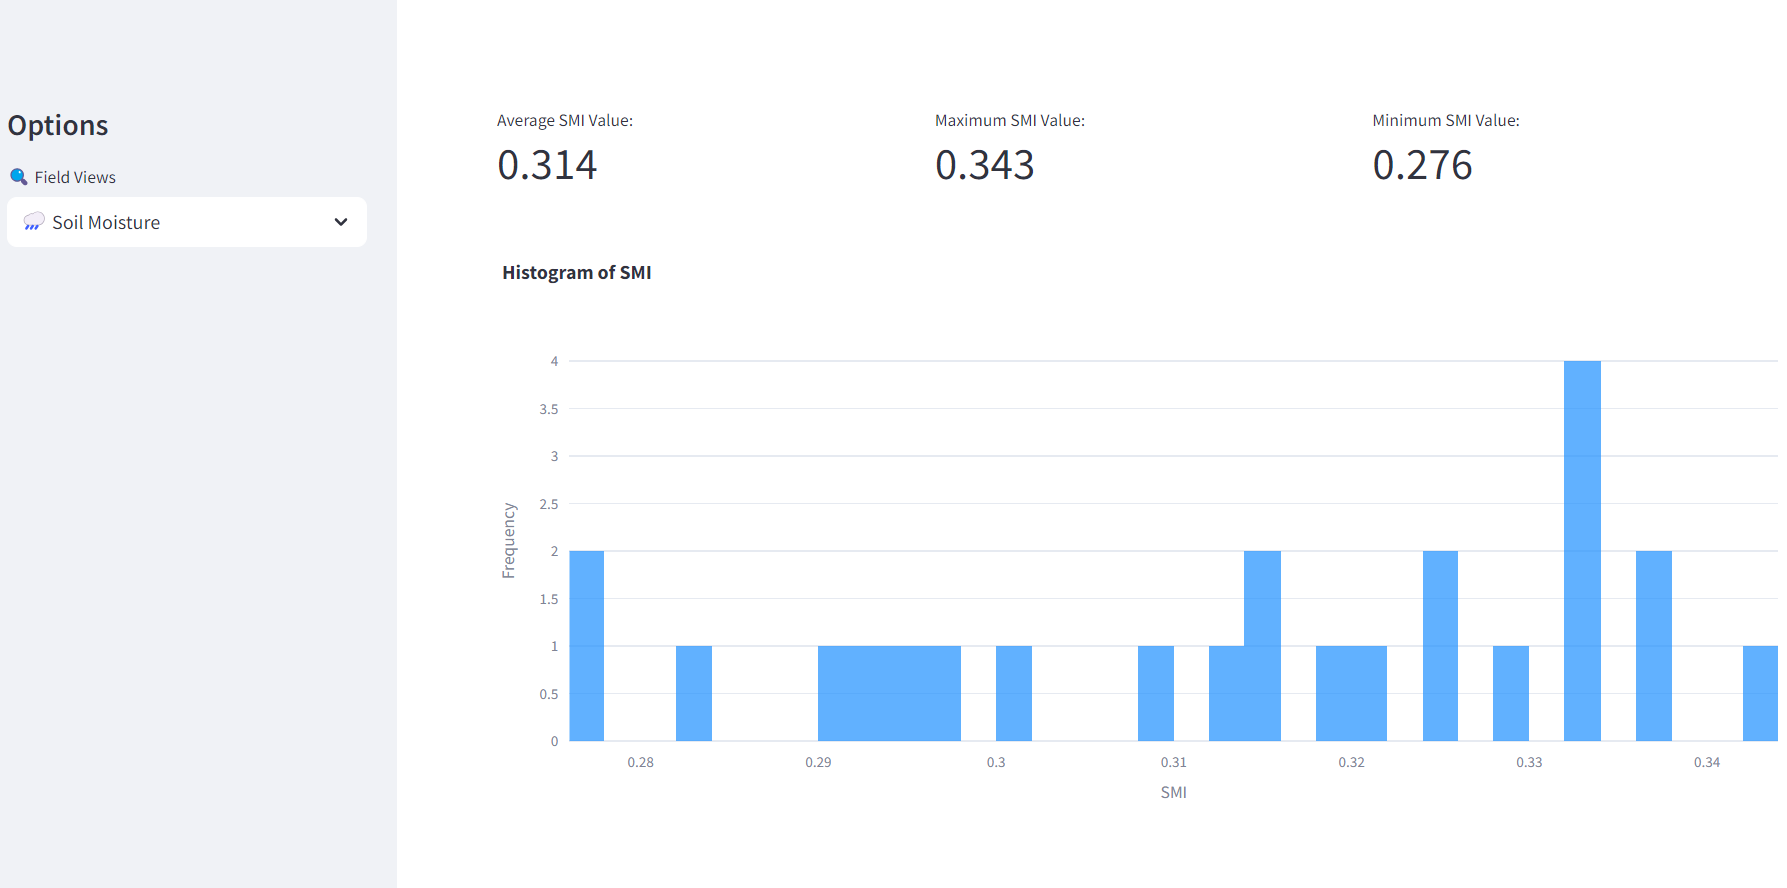 Options
Field Views
Soil Moisture
Average SMI Value:
0.314
Maximum SMI Value:
0.343
Minimum SMI Value:
0.276
Histogram of SMI
4
3.5
3
2.5
2
1.5
1
0.5
0
Frequency
0.28
0.29
0.3
0.31
0.32
0.33
0.34
SMI